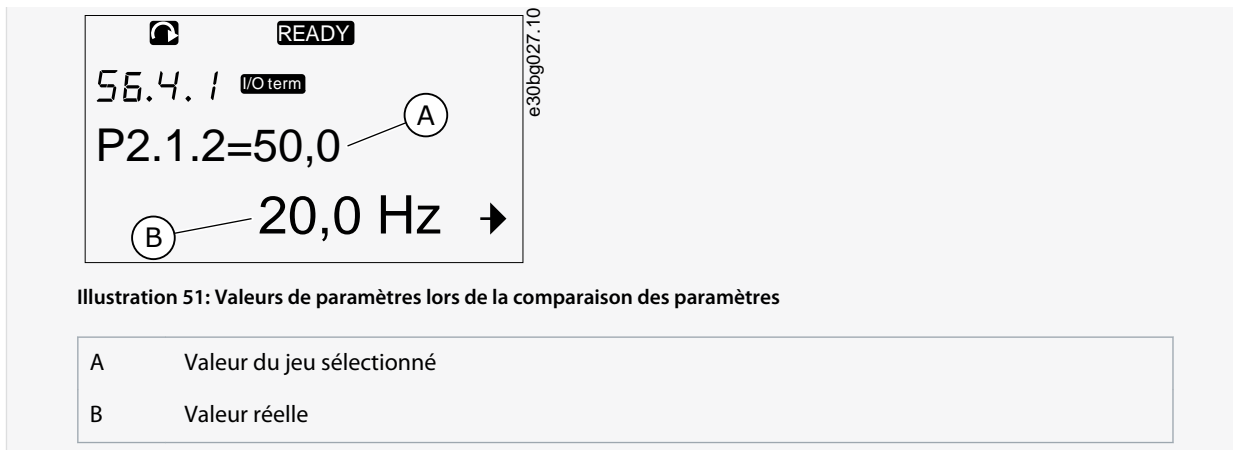 READY
S6.4.1 I/O term
P2.1.2=50,0
A
20,0 Hz
B
e30bg027.10
Illustration 51: Valeurs de paramètres lors de la comparaison des paramètres
A Valeur du jeu sélectionné
B Valeur réelle